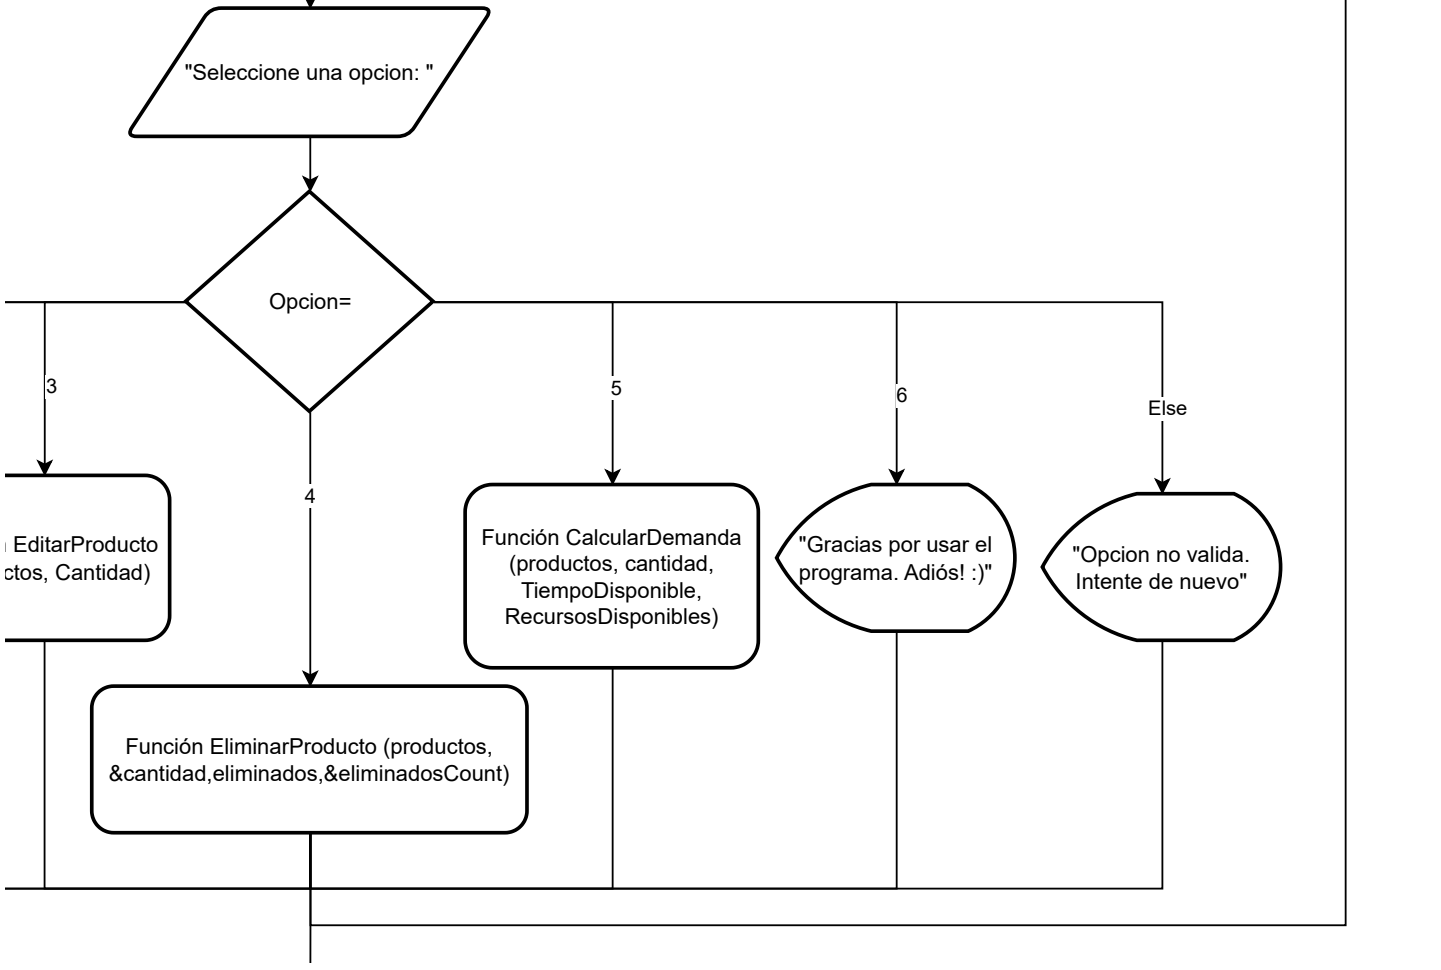 "Seleccione una opcion: "
Opcion=
3
4
5
6
Else
EditarProducto
Cantidad)
Función EliminarProducto (productos,
&cantidad,eliminados,&eliminadosCount)
Función CalcularDemanda
(productos, cantidad,
TiempoDisponible,
RecursosDisponibles)
"Gracias por usar el
programa. Adiós! :)"
"Opcion no valida.
Intente de nuevo"